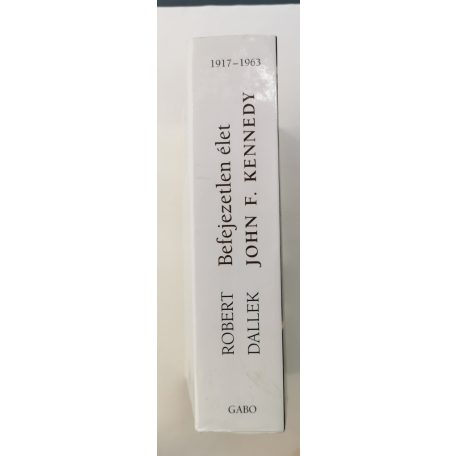 1917–1963
ROBERT Befejezetlen élet
DALLEK JOHN F. KENNEDY
GABO